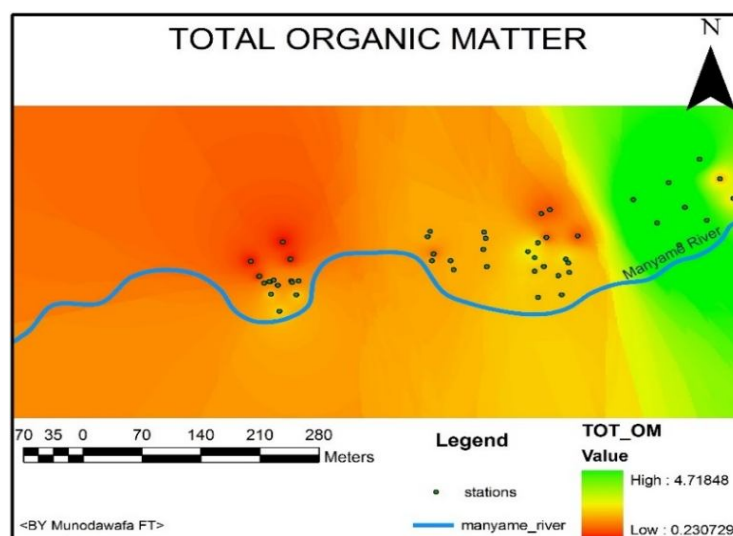 TOTAL ORGANIC MATTER
N
Manyame River
70 35 0 70 140 210 280
Meters
Legend
stations
manyame_river
TOT_OM
Value
High : 4.71848
Low : 0.230729
<BY Munodawafa FT>